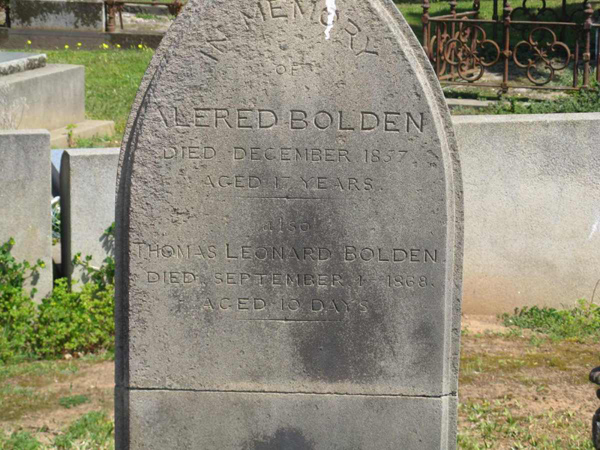 IN MEMORY
OF
ALFRED BOLDEN
DIED DECEMBER 1857.
AGED 17 YEARS.
also
THOMAS LEONARD BOLDEN
DIED SEPTEMBER 1ST 1868.
AGED 10 DAYS